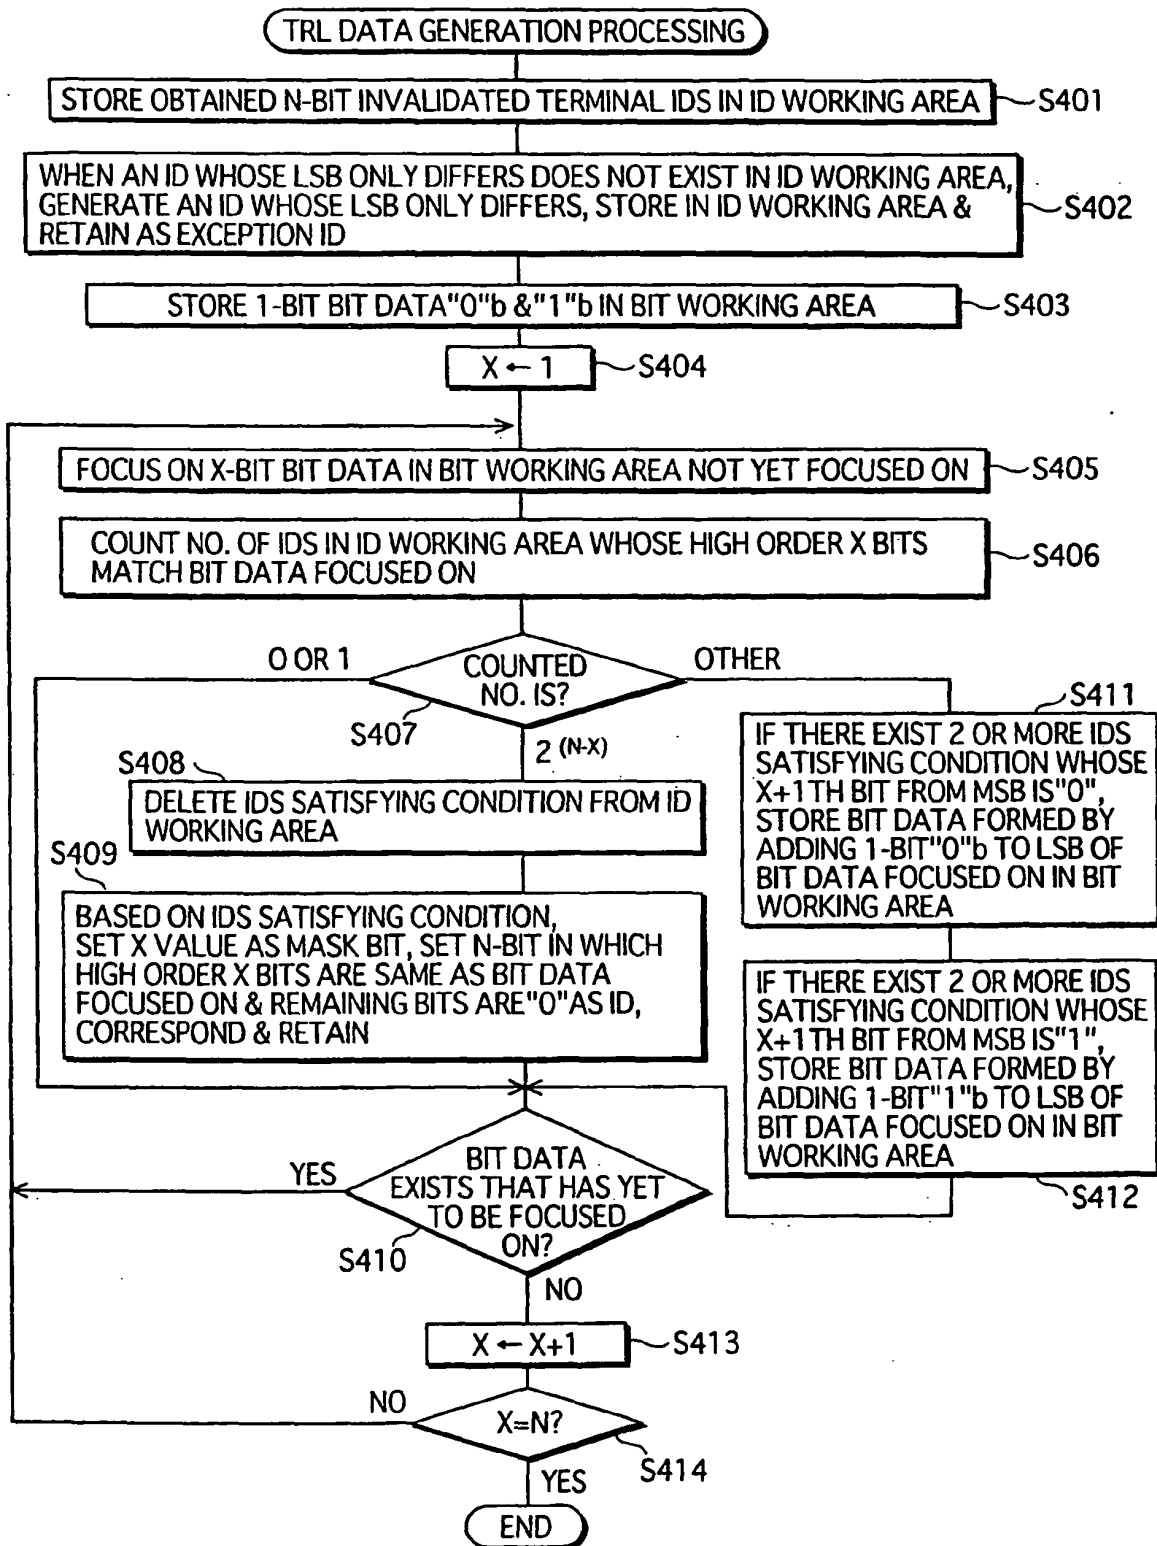 TRL DATA GENERATION PROCESSING
STORE OBTAINED N-BIT INVALIDATED TERMINAL IDS IN ID WORKING AREA
S401
WHEN AN ID WHOSE LSB ONLY DIFFERS DOES NOT EXIST IN ID WORKING AREA,
GENERATE AN ID WHOSE LSB ONLY DIFFERS, STORE IN ID WORKING AREA &
RETAIN AS EXCEPTION ID
S402
STORE 1-BIT BIT DATA"0"b &"1"b IN BIT WORKING AREA
S403
X ← 1
S404
FOCUS ON X-BIT BIT DATA IN BIT WORKING AREA NOT YET FOCUSED ON
S405
COUNT NO. OF IDS IN ID WORKING AREA WHOSE HIGH ORDER X BITS
MATCH BIT DATA FOCUSED ON
S406
0 OR 1
COUNTED
NO. IS?
OTHER
S407
2 (N-X)
S408
DELETE IDS SATISFYING CONDITION FROM ID
WORKING AREA
S409
BASED ON IDS SATISFYING CONDITION,
SET X VALUE AS MASK BIT, SET N-BIT IN WHICH
HIGH ORDER X BITS ARE SAME AS BIT DATA
FOCUSED ON & REMAINING BITS ARE"0"AS ID,
CORRESPOND & RETAIN
S411
IF THERE EXIST 2 OR MORE IDS
SATISFYING CONDITION WHOSE
X+1TH BIT FROM MSB IS"0",
STORE BIT DATA FORMED BY
ADDING 1-BIT"0"b TO LSB OF
BIT DATA FOCUSED ON IN BIT
WORKING AREA
IF THERE EXIST 2 OR MORE IDS
SATISFYING CONDITION WHOSE
X+1TH BIT FROM MSB IS"1",
STORE BIT DATA FORMED BY
ADDING 1-BIT"1"b TO LSB OF
BIT DATA FOCUSED ON IN BIT
WORKING AREA
S412
YES
BIT DATA
EXISTS THAT HAS YET
TO BE FOCUSED
ON?
S410
NO
X ← X+1
S413
NO
X=N?
S414
YES
END